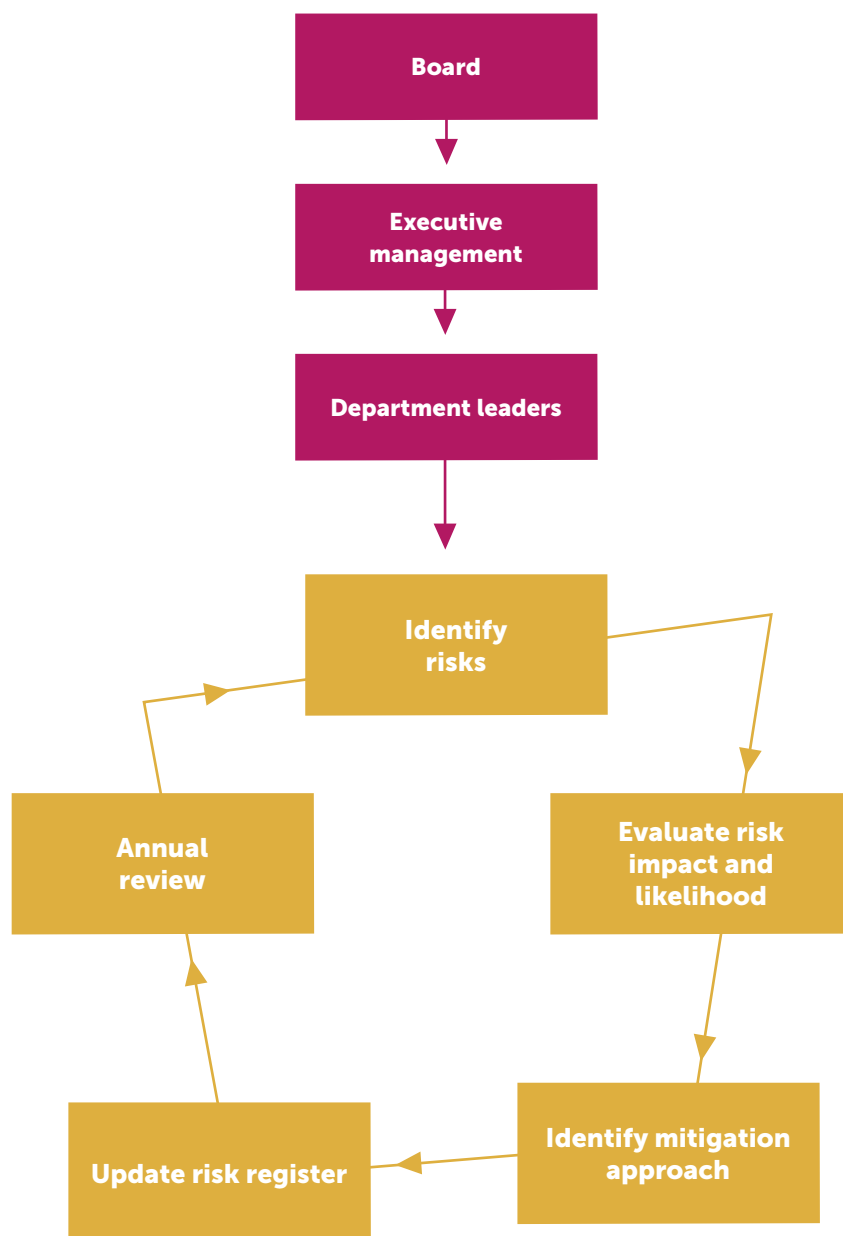 Board
Executive
management
Department leaders
Identify
risks
Evaluate risk
impact and
likelihood
Identify mitigation
approach
Update risk register
Annual
review